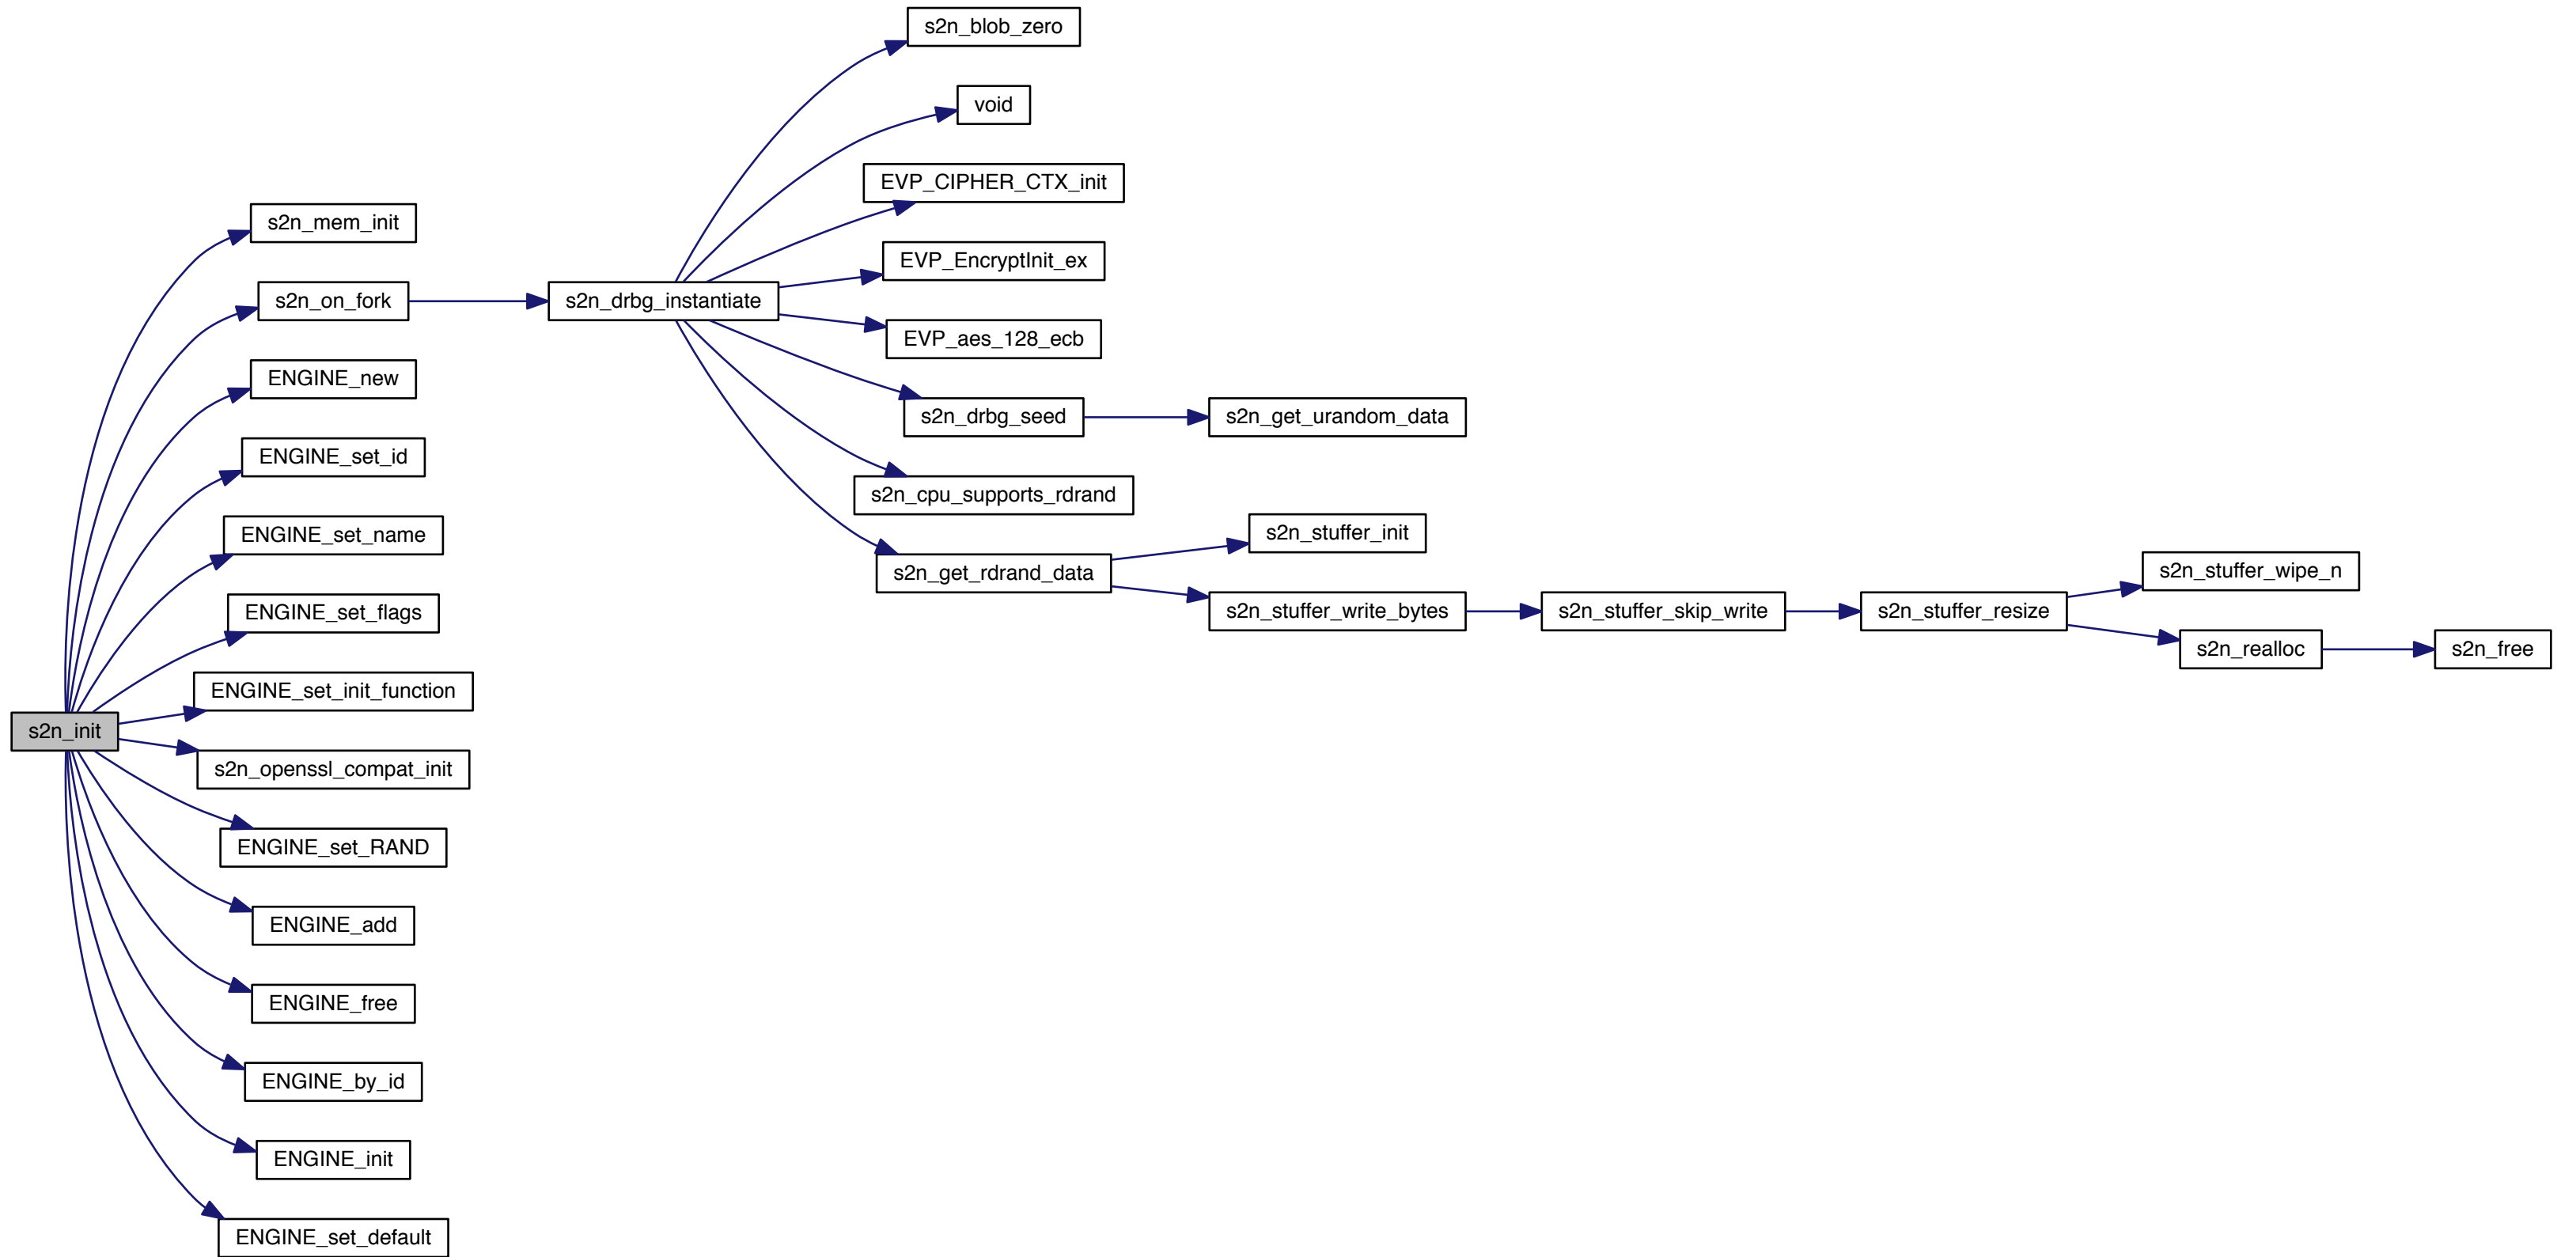 s2n_blob_zero
void
EVP_CIPHER_CTX_init
s2n_mem_init
EVP_EncryptInit_ex
s2n_on_fork
s2n_drbg_instantiate
EVP_aes_128_ecb
ENGINE_new
s2n_drbg_seed
s2n_get_urandom_data
ENGINE_set_id
s2n_cpu_supports_rdrand
ENGINE_set_name
s2n_stuffer_init
s2n_get_rdrand_data
s2n_stuffer_wipe_n
ENGINE_set_flags
s2n_stuffer_write_bytes
s2n_stuffer_skip_write
s2n_stuffer_resize
s2n_realloc
s2n_free
ENGINE_set_init_function
s2n_init
s2n_openssl_compat_init
ENGINE_set_RAND
ENGINE_add
ENGINE_free
ENGINE_by_id
ENGINE_init
ENGINE_set_default